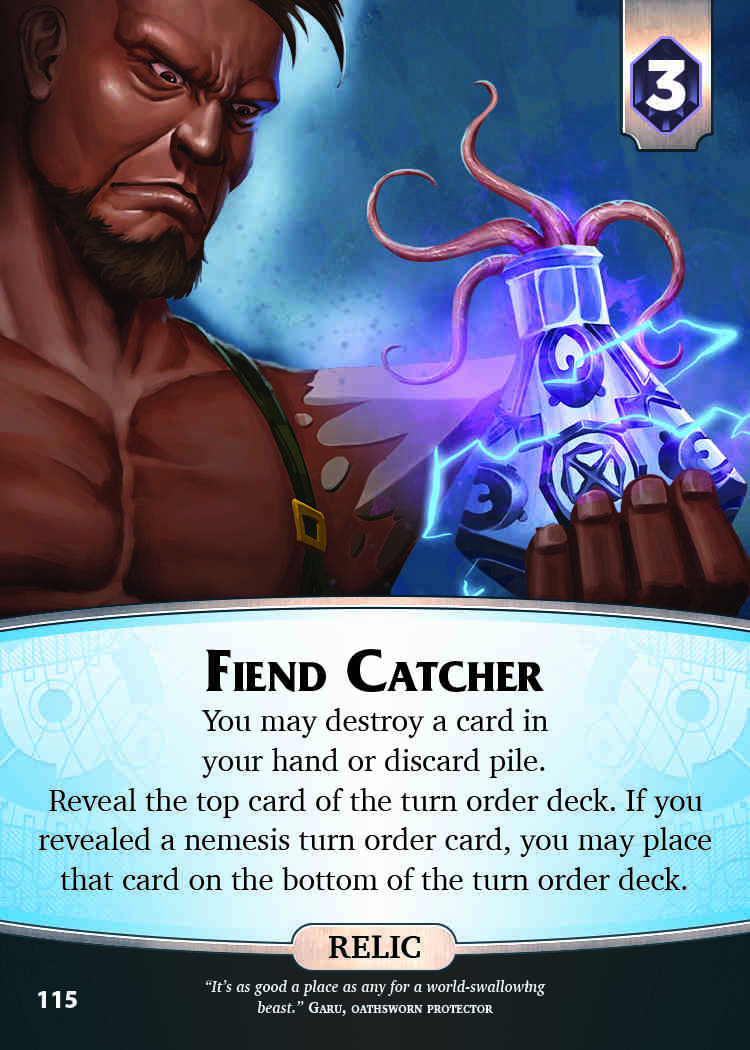 3
Fiend Catcher
You may destroy a card in
your hand or discard pile.
Reveal the top card of the turn order deck. If you
revealed a nemesis turn order card, you may place
that card on the bottom of the turn order deck.
RELIC
“It’s as good a place as any for a world-swallowing
beast.” Garu, oathsworn protector
115